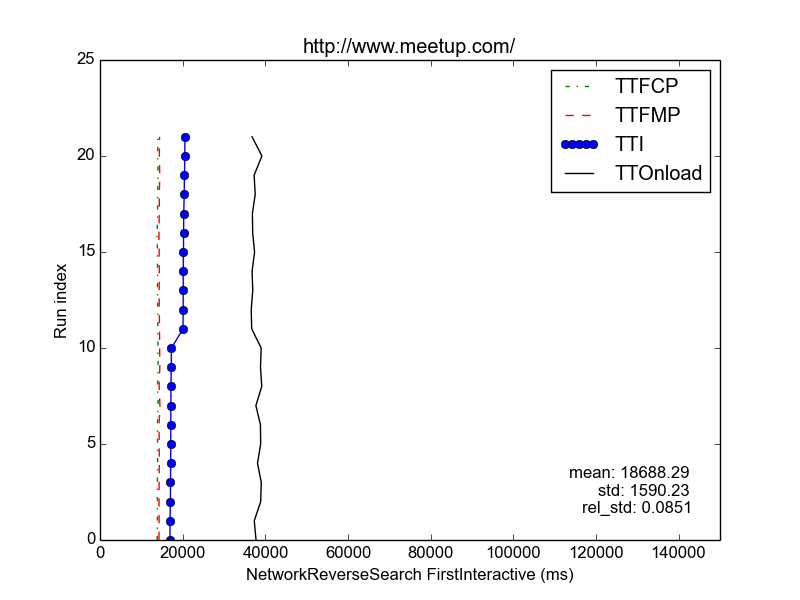 http://www.meetup.com/
25
20
15
10
5
0
Run index
TTFCP
TTFMP
TTI
TTOnload
mean: 18688.29
std: 1590.23
rel_std: 0.0851
0 20000 40000 60000 80000 100000 120000 140000
NetworkReverseSearch FirstInteractive (ms)